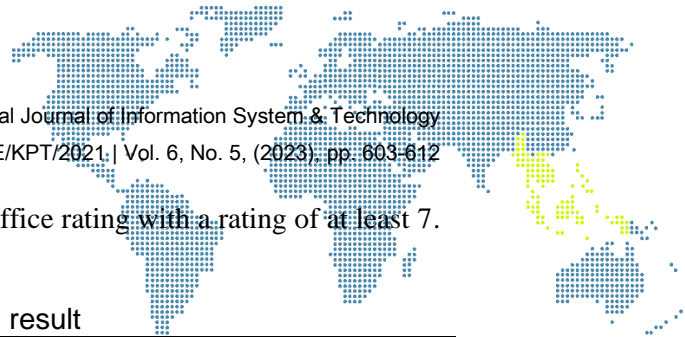 al Journal of Information System & Technology
E/KPT/2021 | Vol. 6, No. 5, (2023), pp. 603-612
ffice rating with a rating of at least 7.
result